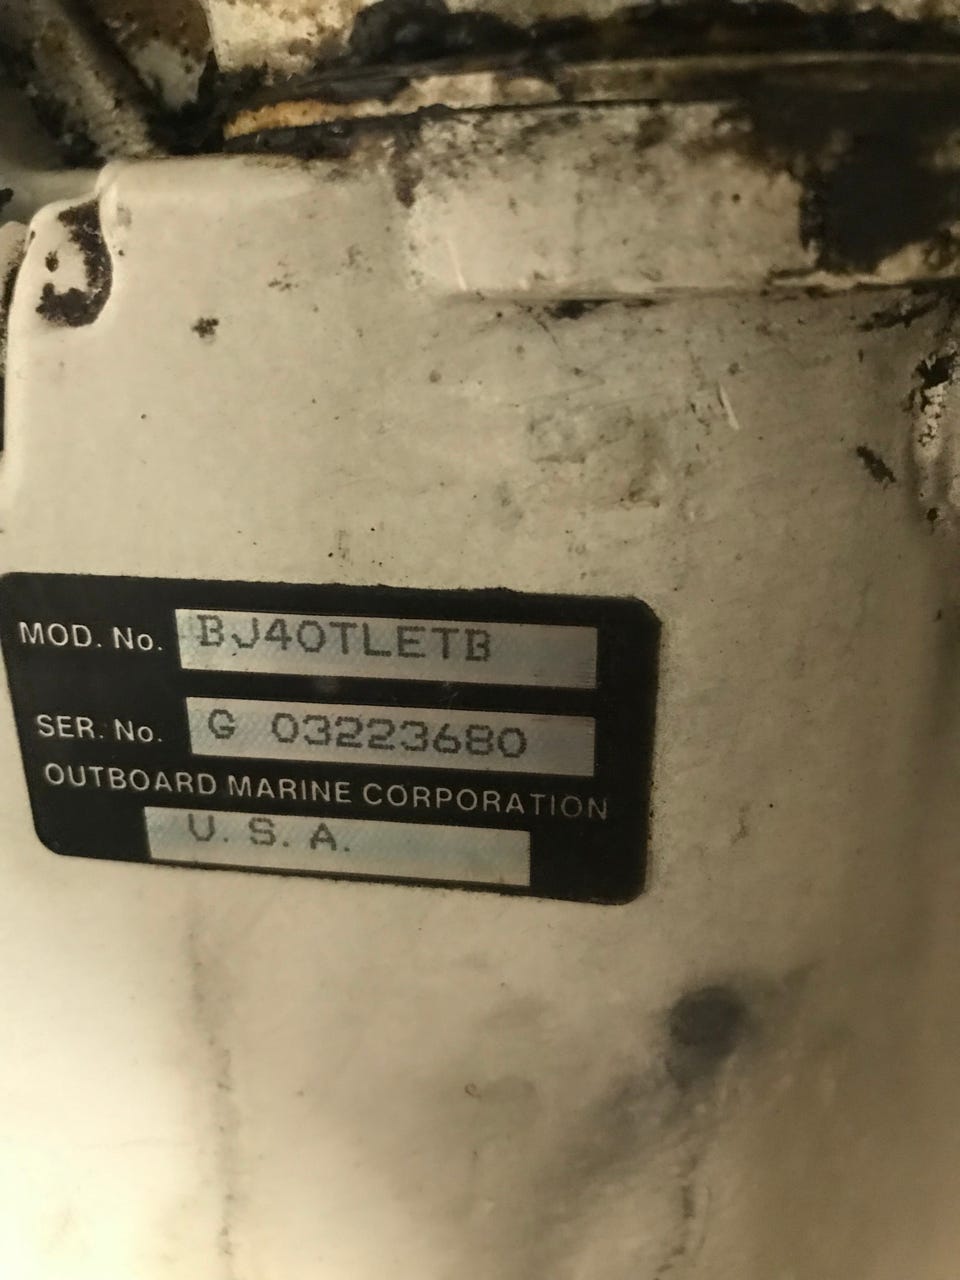 MOD. No. BJ40TLETB
SER. No. G 03223680
OUTBOARD MARINE CORPORATION
U. S. A.